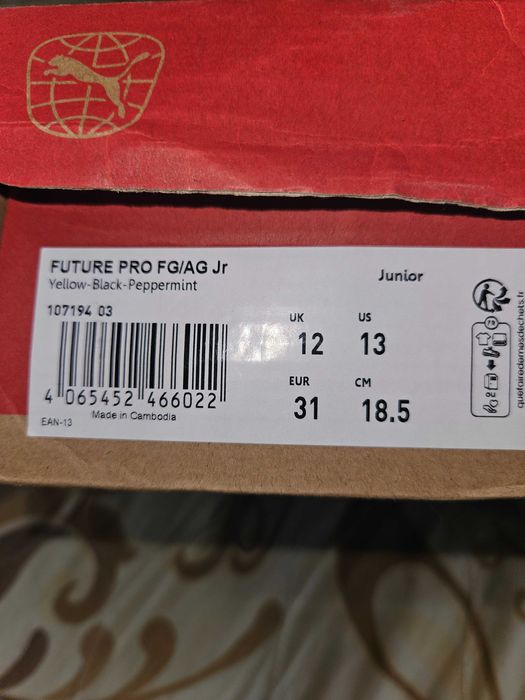 FUTURE PRO FG/AG Jr
Junior
Yellow-Black-Peppermint
107194 03
UK US
12 13
EUR CM
31 18.5
4 065452 466022
Made in Cambodia
EAN-13
quefairedemesdechets.fr